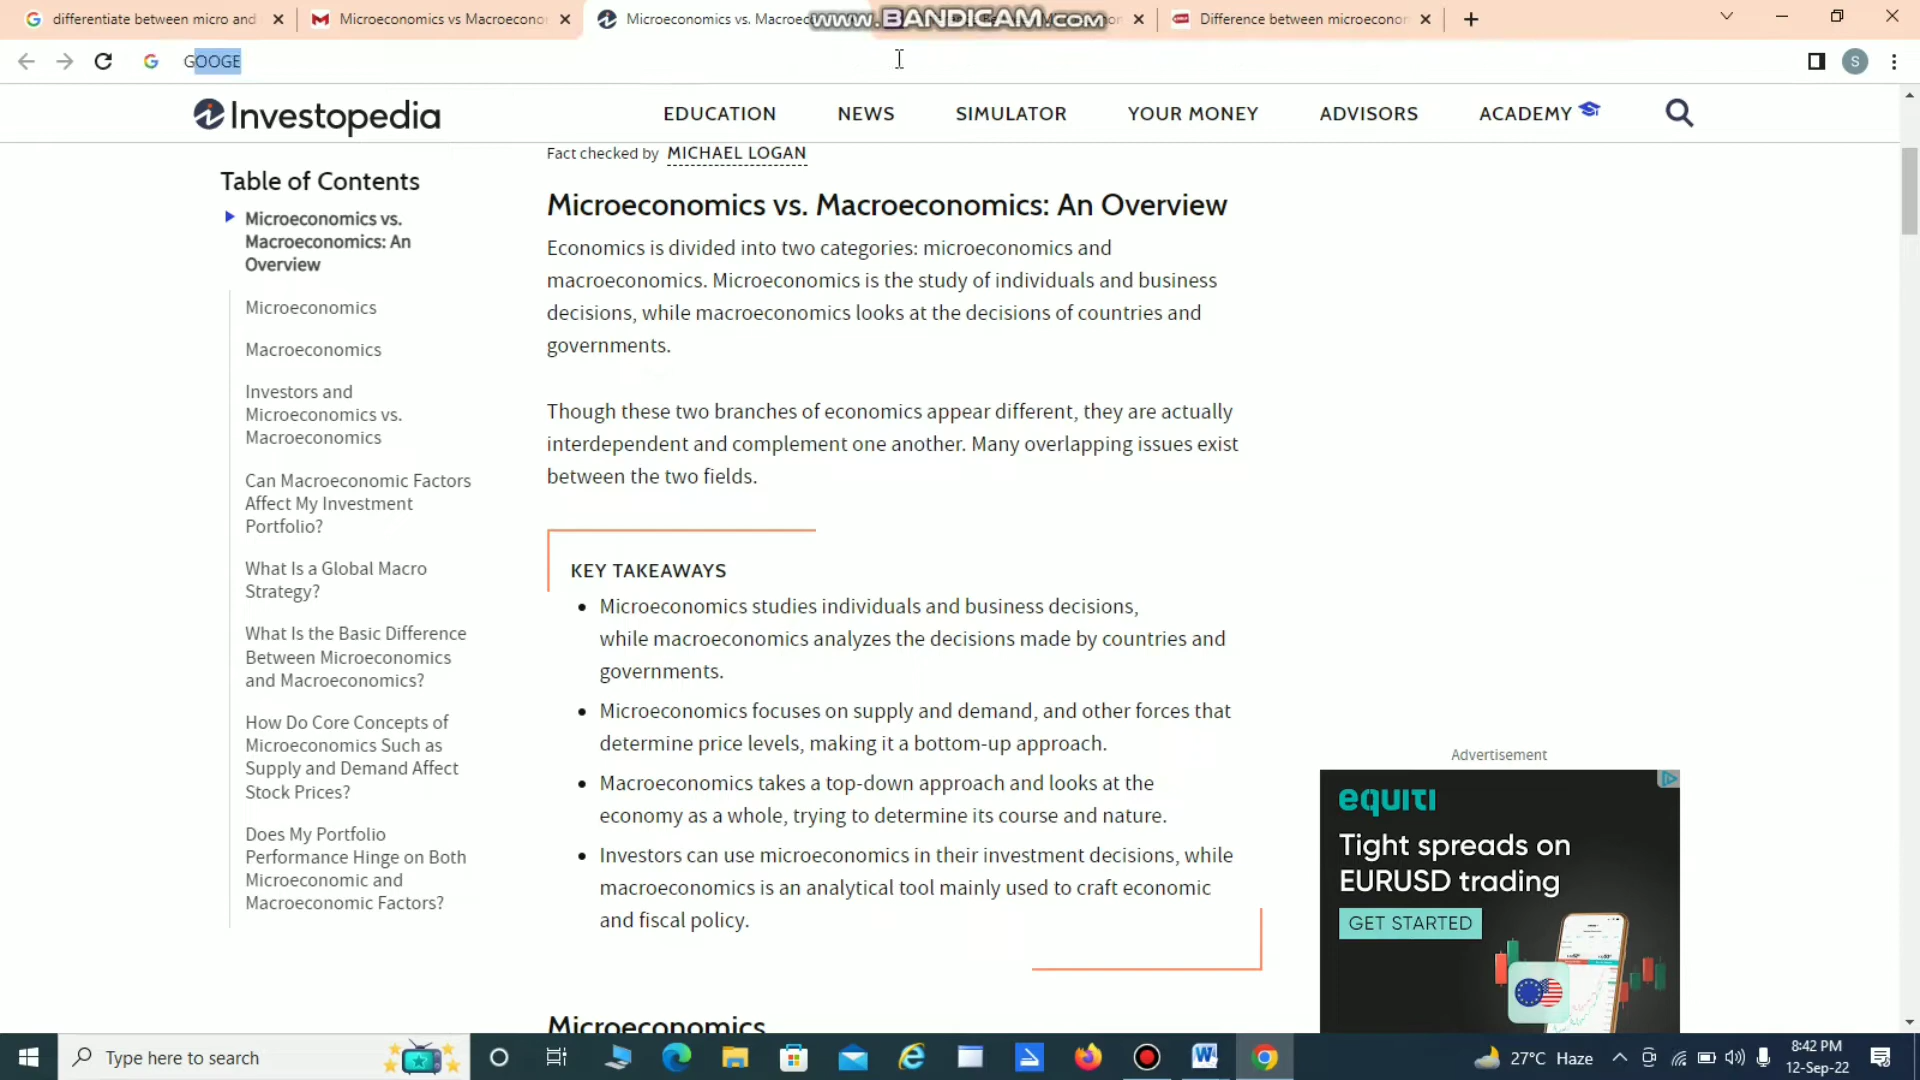 differentiate between micro and
Microeconomics vs Macroecono
Microeconomics vs. Macroec
www.BANDICAM.com
Difference between microecono
GOOGE
S
Investopedia
EDUCATION
NEWS
SIMULATOR
YOUR MONEY
ADVISORS
ACADEMY
Fact checked by MICHAEL LOGAN
Table of Contents
Microeconomics vs.
Macroeconomics: An
Overview
Microeconomics
Macroeconomics
Investors and
Microeconomics vs.
Macroeconomics
Can Macroeconomic Factors
Affect My Investment
Portfolio?
What Is a Global Macro
Strategy?
What Is the Basic Difference
Between Microeconomics
and Macroeconomics?
How Do Core Concepts of
Microeconomics Such as
Supply and Demand Affect
Stock Prices?
Does My Portfolio
Performance Hinge on Both
Microeconomic and
Macroeconomic Factors?
Microeconomics vs. Macroeconomics: An Overview
Economics is divided into two categories: microeconomics and
macroeconomics. Microeconomics is the study of individuals and business
decisions, while macroeconomics looks at the decisions of countries and
governments.
Though these two branches of economics appear different, they are actually
interdependent and complement one another. Many overlapping issues exist
between the two fields.
KEY TAKEAWAYS
• Microeconomics studies individuals and business decisions,
while macroeconomics analyzes the decisions made by countries and
governments.
• Microeconomics focuses on supply and demand, and other forces that
determine price levels, making it a bottom-up approach.
• Macroeconomics takes a top-down approach and looks at the
economy as a whole, trying to determine its course and nature.
• Investors can use microeconomics in their investment decisions, while
macroeconomics is an analytical tool mainly used to craft economic
and fiscal policy.
Microeconomics
Advertisement
equiti
Tight spreads on
EURUSD trading
GET STARTED
Type here to search
27°C Haze
8:42 PM
12-Sep-22